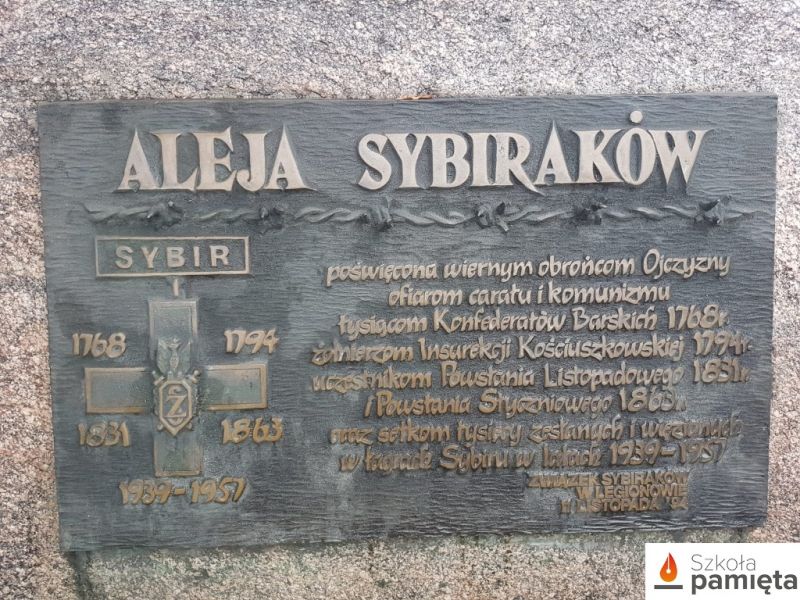 ALEJA SYBIRAKÓW
SYBIR
1768
1794
1831
1863
1939-1957
poświęcona wiernym obrońcom Ojczyzny
ofiarom caratu i komunizmu
tysiącom Konfederatów Barskich 1768r.
żołnierzom Insurekcji Kościuszkowskiej 1794r.
uczestnikom Powstania Listopadowego 1831r.
i Powstania Styczniowego 1863r.
oraz setkom tysięcy zesłanych i więzionych
w łagrach Sybiru w latach 1939-1957
ZWIĄZEK SYBIRAKÓW
W LEGIONOWIE
LISTOPADA
Szkoła
pamięta